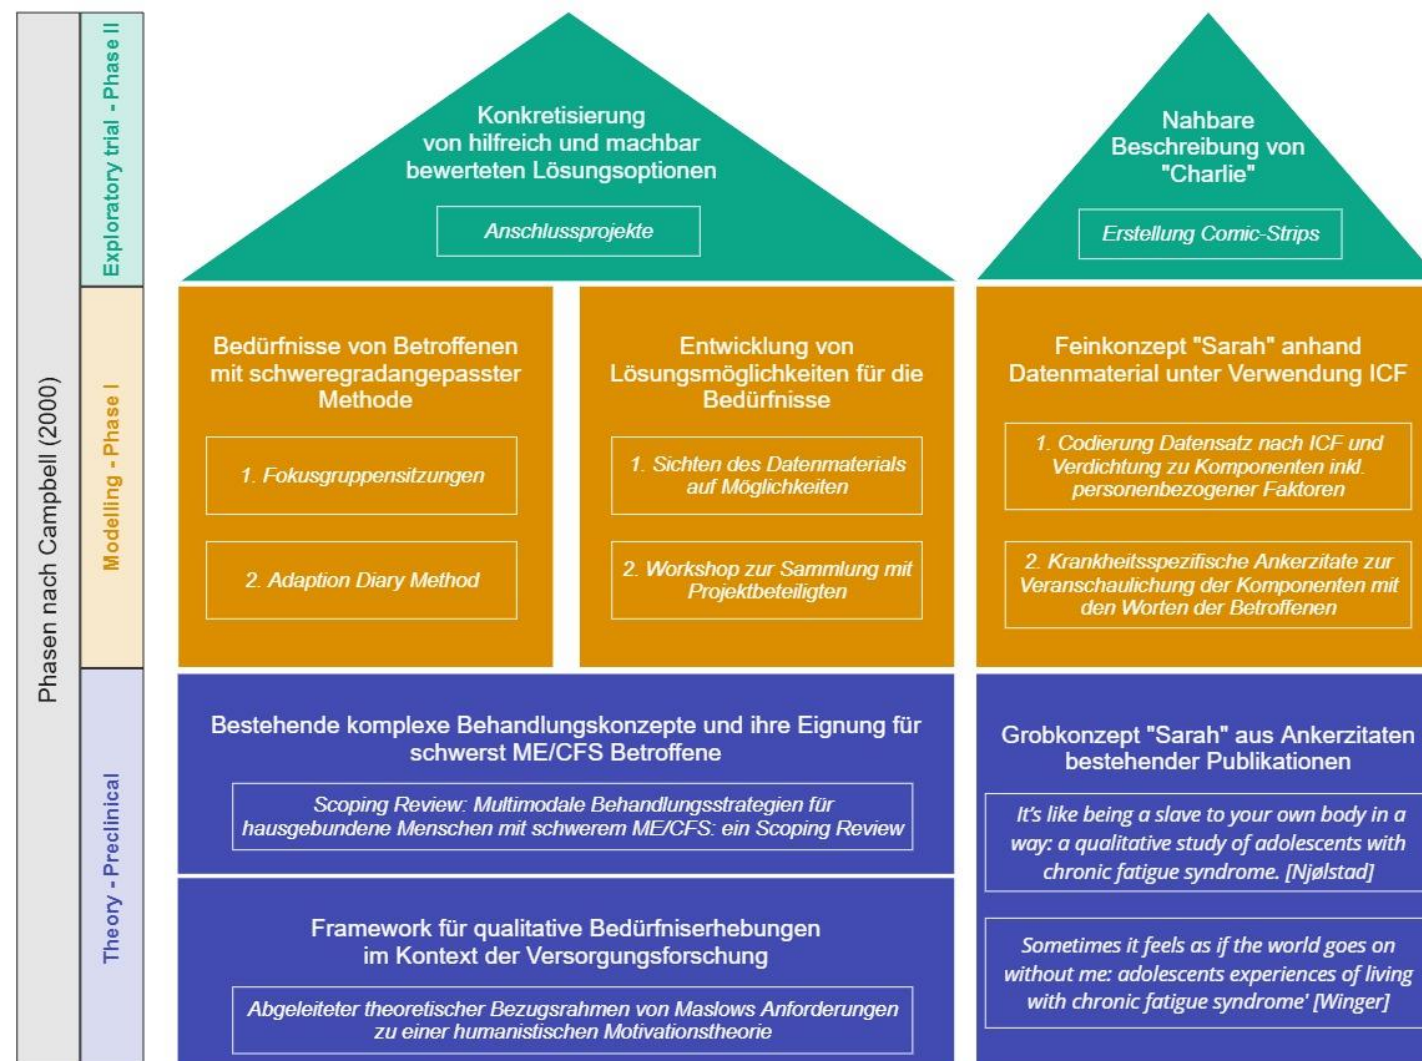 Phasen nach Campbell (2000)
Exploratory trial - Phase II
Konkretisierung
von hilfreich und machbar
bewerteten Lösungsoptionen
Anschlussprojekte
Nahbare
Beschreibung von
"Charlie"
Erstellung Comic-Strips
Modelling - Phase I
Bedürfnisse von Betroffenen
mit schweregradangepasster
Methode
1. Fokusgruppensitzungen
2. Adaption Diary Method
Entwicklung von
Lösungsmöglichkeiten für die
Bedürfnisse
1. Sichten des Datenmaterials
auf Möglichkeiten
2. Workshop zur Sammlung mit
Projektbeteiligten
Feinkonzept "Sarah" anhand
Datenmaterial unter Verwendung ICF
1. Codierung Datensatz nach ICF und
Verdichtung zu Komponenten inkl.
personenbezogener Faktoren
2. Krankheitsspezifische Ankerzitate zur
Veranschaulichung der Komponenten mit
den Worten der Betroffenen
Theory - Preclinical
Bestehende komplexe Behandlungskonzepte und ihre Eignung für
schwerst ME/CFS Betroffene
Scoping Review: Multimodale Behandlungsstrategien für
hausgebundene Menschen mit schwerem ME/CFS: ein Scoping Review
Framework für qualitative Bedürfniserhebungen
im Kontext der Versorgungsforschung
Abgeleiteter theoretischer Bezugsrahmen von Maslows Anforderungen
zu einer humanistischen Motivationstheorie
Grobkonzept "Sarah" aus Ankerzitaten
bestehender Publikationen
It's like being a slave to your own body in a
way: a qualitative study of adolescents with
chronic fatigue syndrome. [Njølstad]
Sometimes it feels as if the world goes on
without me: adolescents experiences of living
with chronic fatigue syndrome' [Winger]